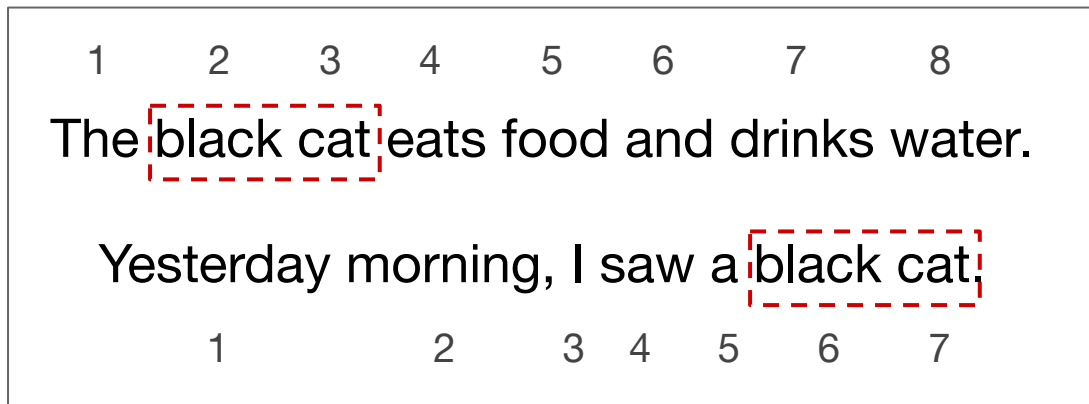 1 2 3 4 5 6 7 8
The black cat eats food and drinks water.
Yesterday morning, I saw a black cat.
1 2 3 4 5 6 7